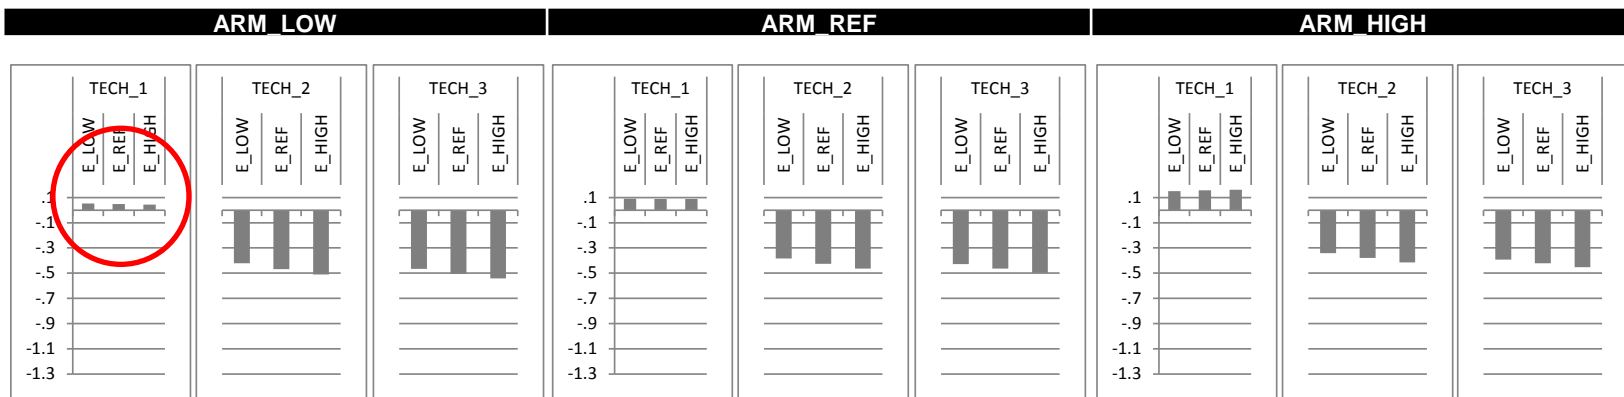 ARM_LOW ARM_REF ARM_HIGH
TECH_1 TECH_2 TECH_3 TECH_1 TECH_2 TECH_3 TECH_1 TECH_2 TECH_3
E_LOW E_REF E_HIGH E_LOW E_REF E_HIGH E_LOW E_REF E_HIGH E_LOW E_REF E_HIGH E_LOW E_REF E_HIGH E_LOW E_REF E_HIGH E_LOW E_REF E_HIGH E_LOW E_REF E_HIGH E_LOW E_REF E_HIGH
.1 .1 .1
-.1 -.1 -.1
-.3 -.3 -.3
-.5 -.5 -.5
-.7 -.7 -.7
-.9 -.9 -.9
-1.1 -1.1 -1.1
-1.3 -1.3 -1.3